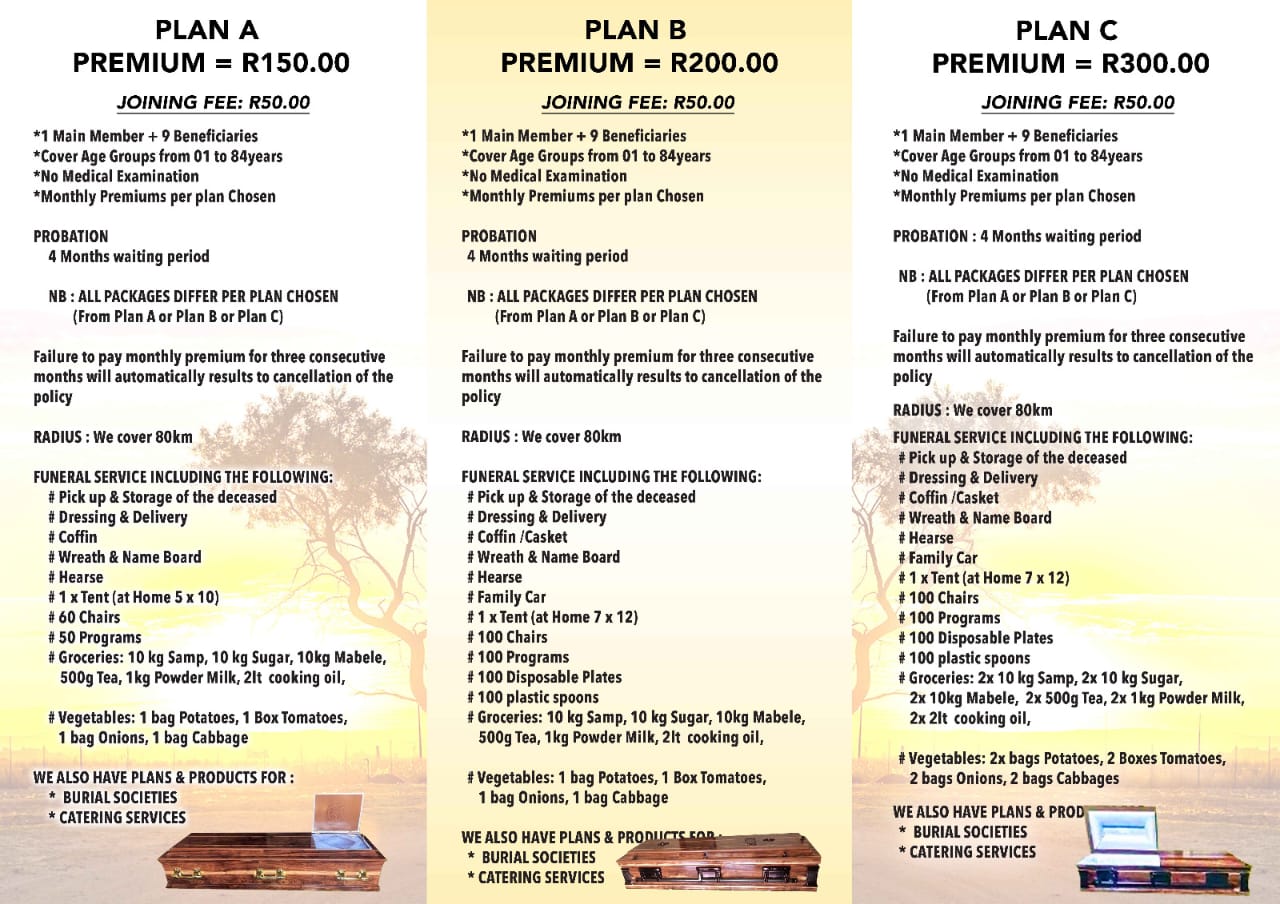 PLAN A
PREMIUM = R150.00
JOINING FEE: R50.00
*1 Main Member + 9 Beneficiaries
*Cover Age Groups from 01 to 84years
*No Medical Examination
*Monthly Premiums per plan Chosen
PROBATION
4 Months waiting period
NB : ALL PACKAGES DIFFER PER PLAN CHOSEN
(From Plan A or Plan B or Plan C)
Failure to pay monthly premium for three consecutive
months will automatically results to cancellation of the
policy
RADIUS : We cover 80km
FUNERAL SERVICE INCLUDING THE FOLLOWING:
# Pick up & Storage of the deceased
# Dressing & Delivery
# Coffin
# Wreath & Name Board
# Hearse
# 1 x Tent (at Home 5 x 10)
# 60 Chairs
# 50 Programs
# Groceries: 10 kg Samp, 10 kg Sugar, 10kg Mabele,
500g Tea, 1kg Powder Milk, 2lt cooking oil,
# Vegetables: 1 bag Potatoes, 1 Box Tomatoes,
1 bag Onions, 1 bag Cabbage
WE ALSO HAVE PLANS & PRODUCTS FOR :
* BURIAL SOCIETIES
* CATERING SERVICES
PLAN B
PREMIUM = R200.00
JOINING FEE: R50.00
*1 Main Member + 9 Beneficiaries
*Cover Age Groups from 01 to 84years
*No Medical Examination
*Monthly Premiums per plan Chosen
PROBATION
4 Months waiting period
NB : ALL PACKAGES DIFFER PER PLAN CHOSEN
(From Plan A or Plan B or Plan C)
Failure to pay monthly premium for three consecutive
months will automatically results to cancellation of the
policy
RADIUS : We cover 80km
FUNERAL SERVICE INCLUDING THE FOLLOWING:
# Pick up & Storage of the deceased
# Dressing & Delivery
# Coffin /Casket
# Wreath & Name Board
# Hearse
# Family Car
# 1 x Tent (at Home 7 x 12)
# 100 Chairs
# 100 Programs
# 100 Disposable Plates
# 100 plastic spoons
# Groceries: 10 kg Samp, 10 kg Sugar, 10kg Mabele,
500g Tea, 1kg Powder Milk, 2lt cooking oil,
# Vegetables: 1 bag Potatoes, 1 Box Tomatoes,
1 bag Onions, 1 bag Cabbage
WE ALSO HAVE PLANS & PRODUCTS FOR :
* BURIAL SOCIETIES
* CATERING SERVICES
PLAN C
PREMIUM = R300.00
JOINING FEE: R50.00
*1 Main Member + 9 Beneficiaries
*Cover Age Groups from 01 to 84years
*No Medical Examination
*Monthly Premiums per plan Chosen
PROBATION : 4 Months waiting period
NB : ALL PACKAGES DIFFER PER PLAN CHOSEN
(From Plan A or Plan B or Plan C)
Failure to pay monthly premium for three consecutive
months will automatically results to cancellation of the
policy
RADIUS : We cover 80km
FUNERAL SERVICE INCLUDING THE FOLLOWING:
# Pick up & Storage of the deceased
# Dressing & Delivery
# Coffin /Casket
# Wreath & Name Board
# Hearse
# Family Car
# 1 x Tent (at Home 7 x 12)
# 100 Chairs
# 100 Programs
# 100 Disposable Plates
# 100 plastic spoons
# Groceries: 2x 10 kg Samp, 2x 10 kg Sugar,
2x 10kg Mabele, 2x 500g Tea, 2x 1kg Powder Milk,
2x 2lt cooking oil,
# Vegetables: 2x bags Potatoes, 2 Boxes Tomatoes,
2 bags Onions, 2 bags Cabbages
WE ALSO HAVE PLANS & PROD
* BURIAL SOCIETIES
* CATERING SERVICES